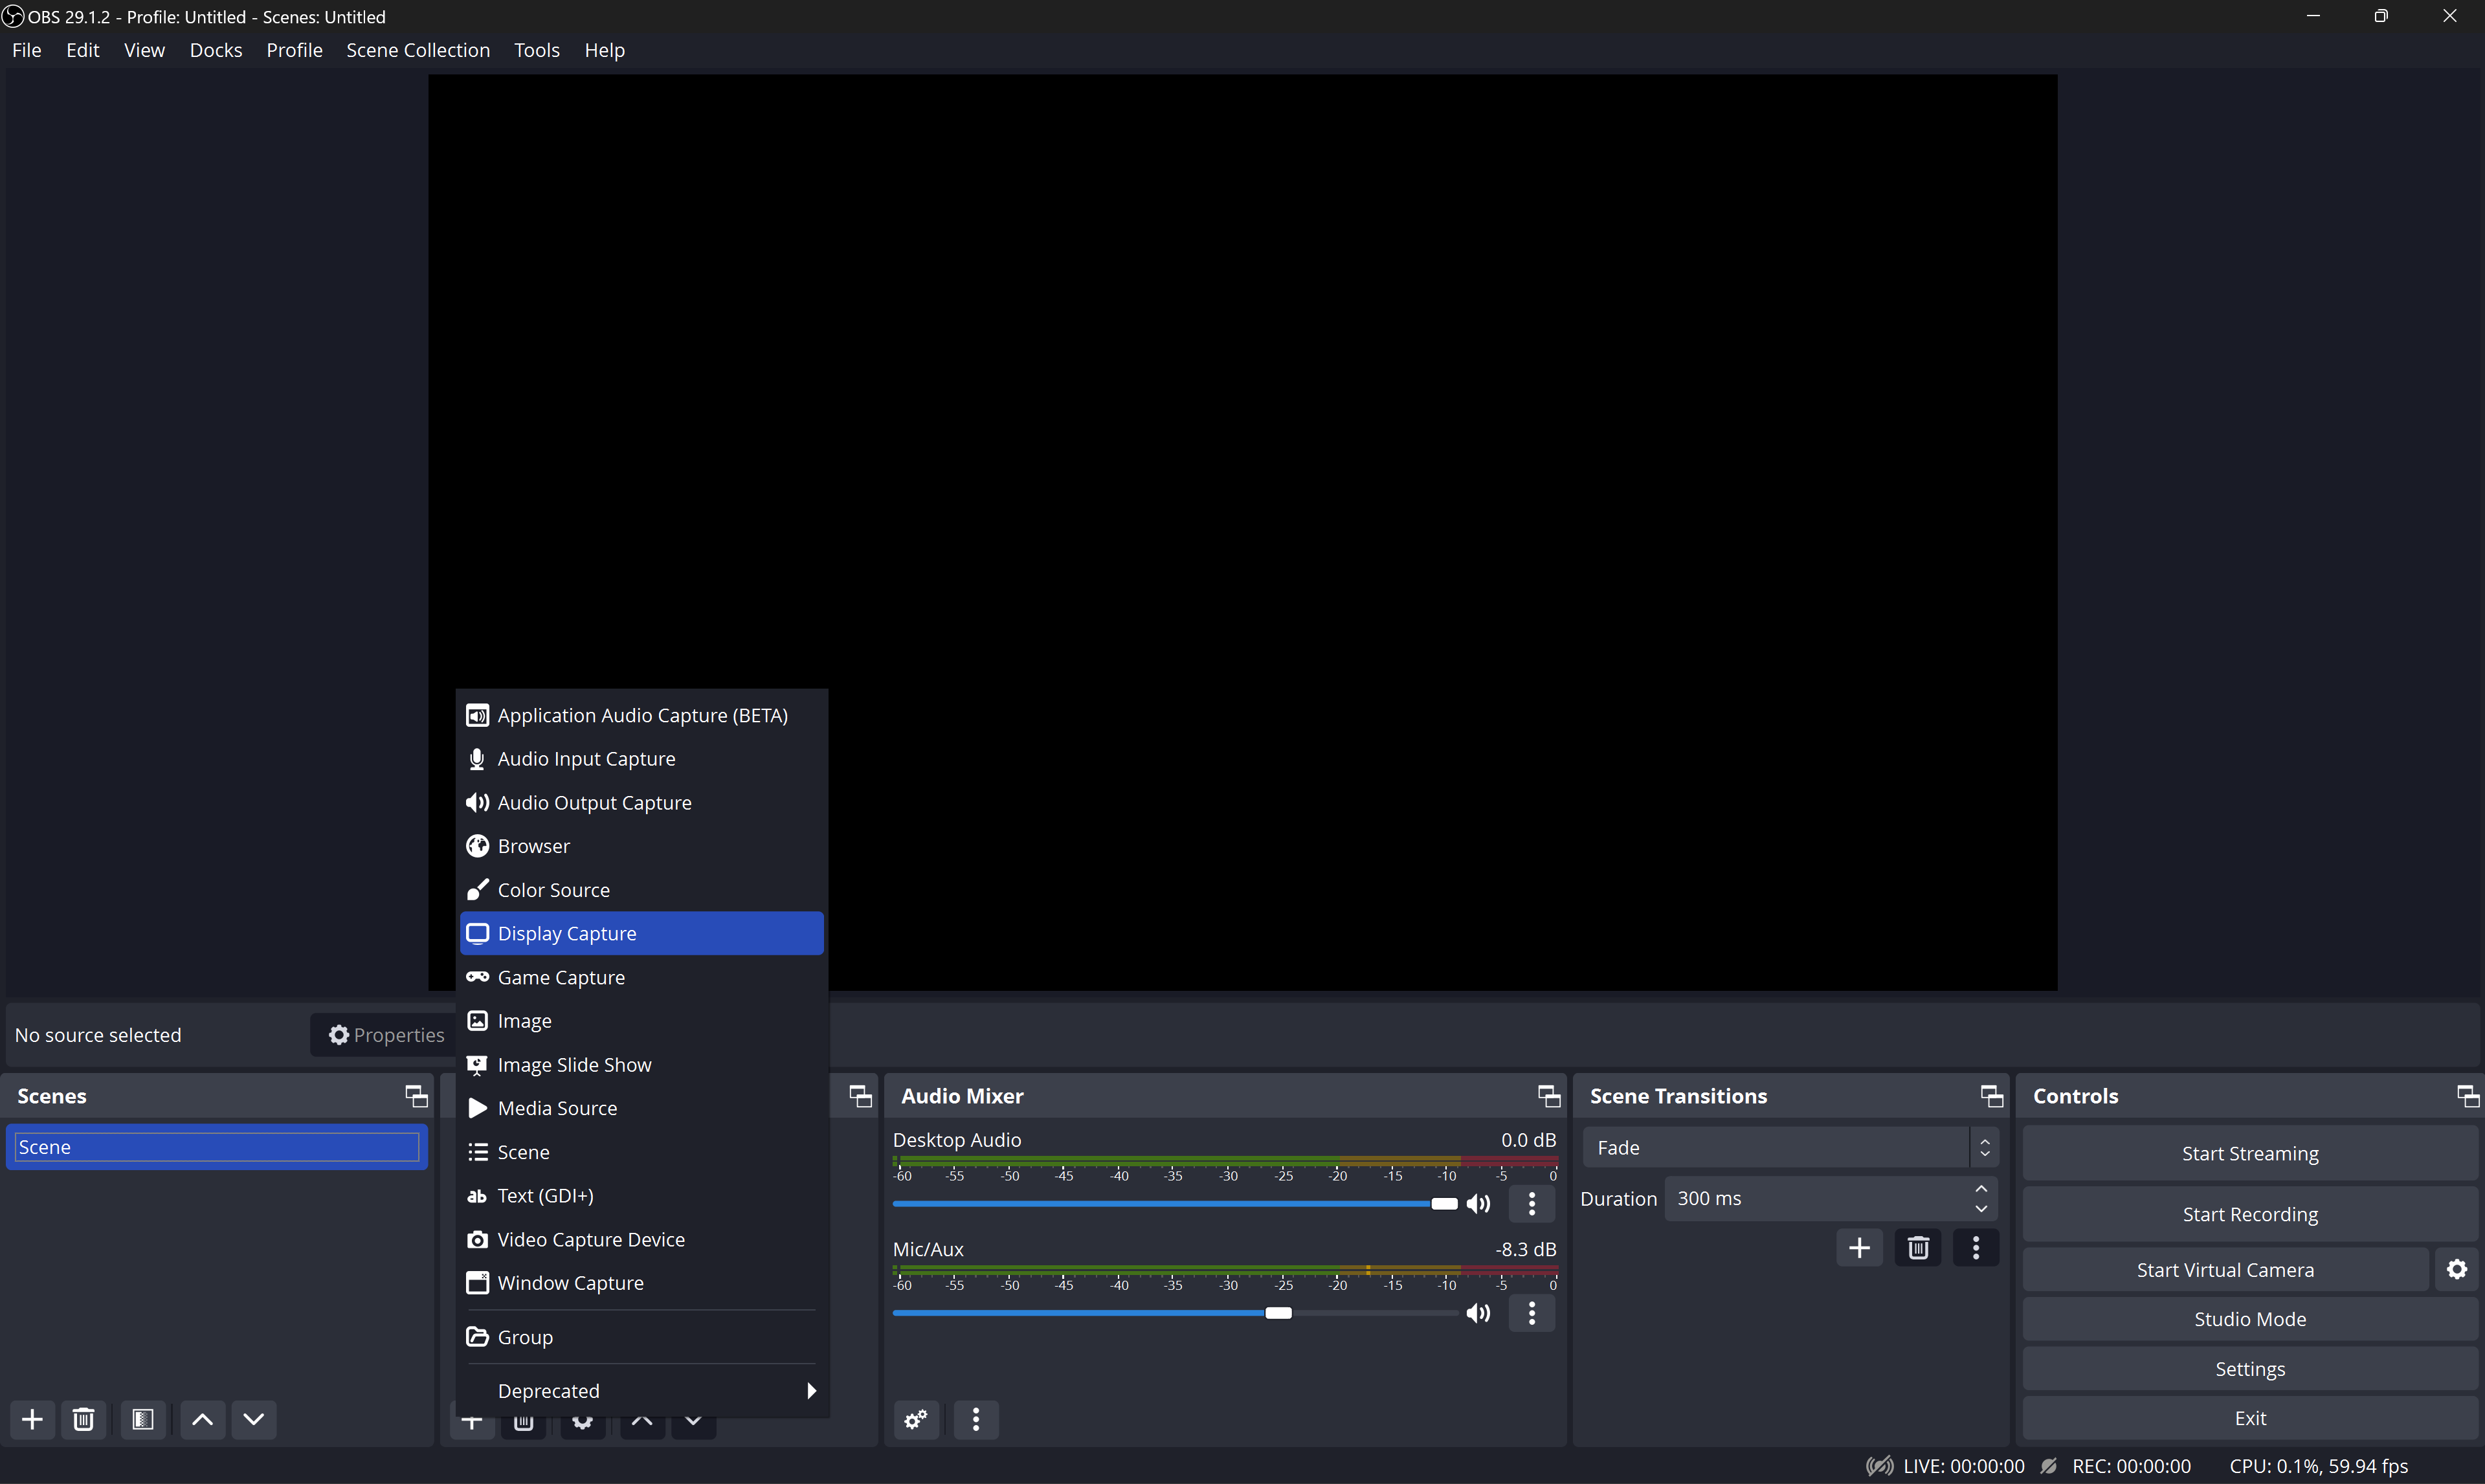 OBS 29.1.2 - Profile: Untitled - Scenes: Untitled
File Edit View Docks Profile Scene Collection Tools Help
Application Audio Capture (BETA)
Audio Input Capture
Audio Output Capture
Browser
Color Source
Display Capture
Game Capture
Image
Image Slide Show
Media Source
Scene
Text (GDI+)
Video Capture Device
Window Capture
Group
Deprecated
No source selected
Properties
Scenes
Scene
Audio Mixer
Desktop Audio 0.0 dB
-60 -55 -50 -45 -40 -35 -30 -25 -20 -15 -10 -5 0
Mic/Aux -8.3 dB
-60 -55 -50 -45 -40 -35 -30 -25 -20 -15 -10 -5 0
Scene Transitions
Fade
Duration 300 ms
Controls
Start Streaming
Start Recording
Start Virtual Camera
Studio Mode
Settings
Exit
LIVE: 00:00:00 REC: 00:00:00 CPU: 0.1%, 59.94 fps